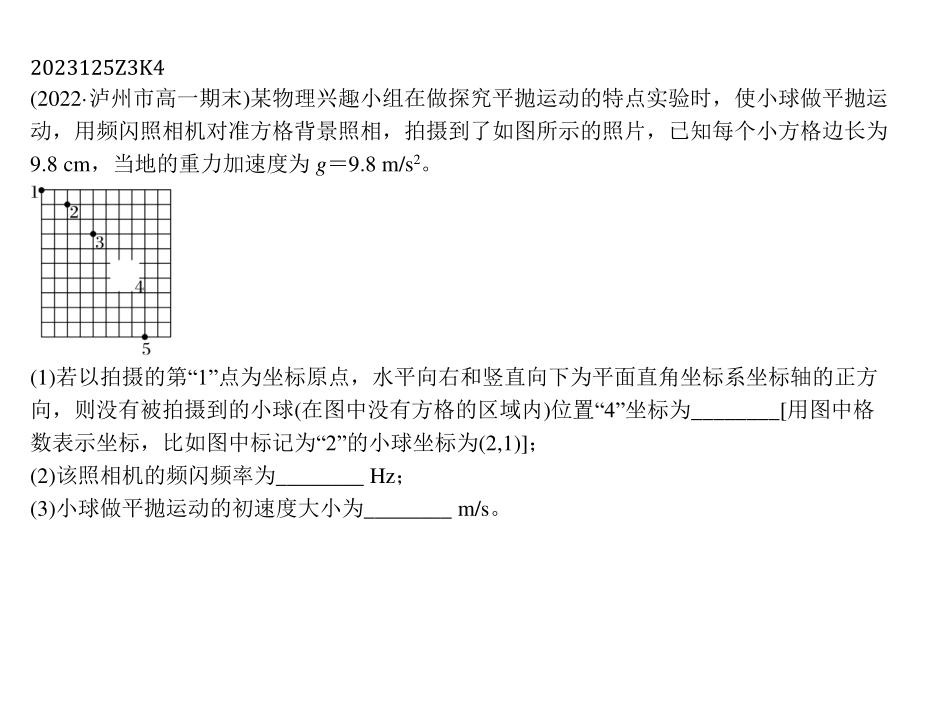 2023125Z3K4
(2022·泸州市高一期末)某物理兴趣小组在做探究平抛运动的特点实验时，使小球做平抛运
动，用频闪照相机对准方格背景照相，拍摄到了如图所示的照片，已知每个小方格边长为
9.8 cm，当地的重力加速度为 g＝9.8 m/s²。
1
2
3
4
5
(1)若以拍摄的第“1”点为坐标原点，水平向右和竖直向下为平面直角坐标系坐标轴的正方
向，则没有被拍摄到的小球(在图中没有方格的区域内)位置“4”坐标为________[用图中格
数表示坐标，比如图中标记为“2”的小球坐标为(2,1)]；
(2)该照相机的频闪频率为________ Hz；
(3)小球做平抛运动的初速度大小为________ m/s。